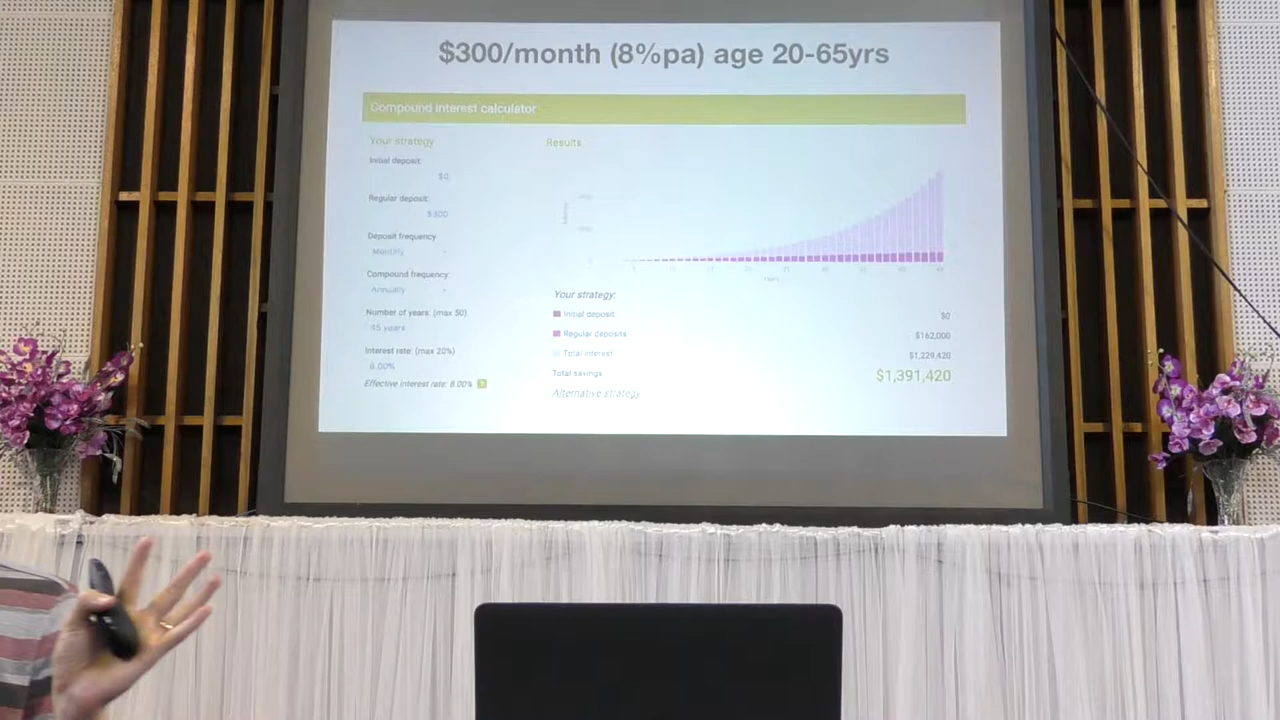 $300/month (8%pa) age 20-65yrs
Compound interest calculator
Your strategy
Results
Initial deposit:
$0
Regular deposit:
$300
Deposit frequency
Monthly
Compound frequency:
Annually
Number of years: (max 50)
45 years
Interest rate: (max 20%)
8.00%
Effective interest rate: 8.00%
Years
Your strategy:
Initial deposit: $0
Regular deposits: $162,000
Total interest: $1,229,420
Total savings: $1,391,420
Alternative strategy